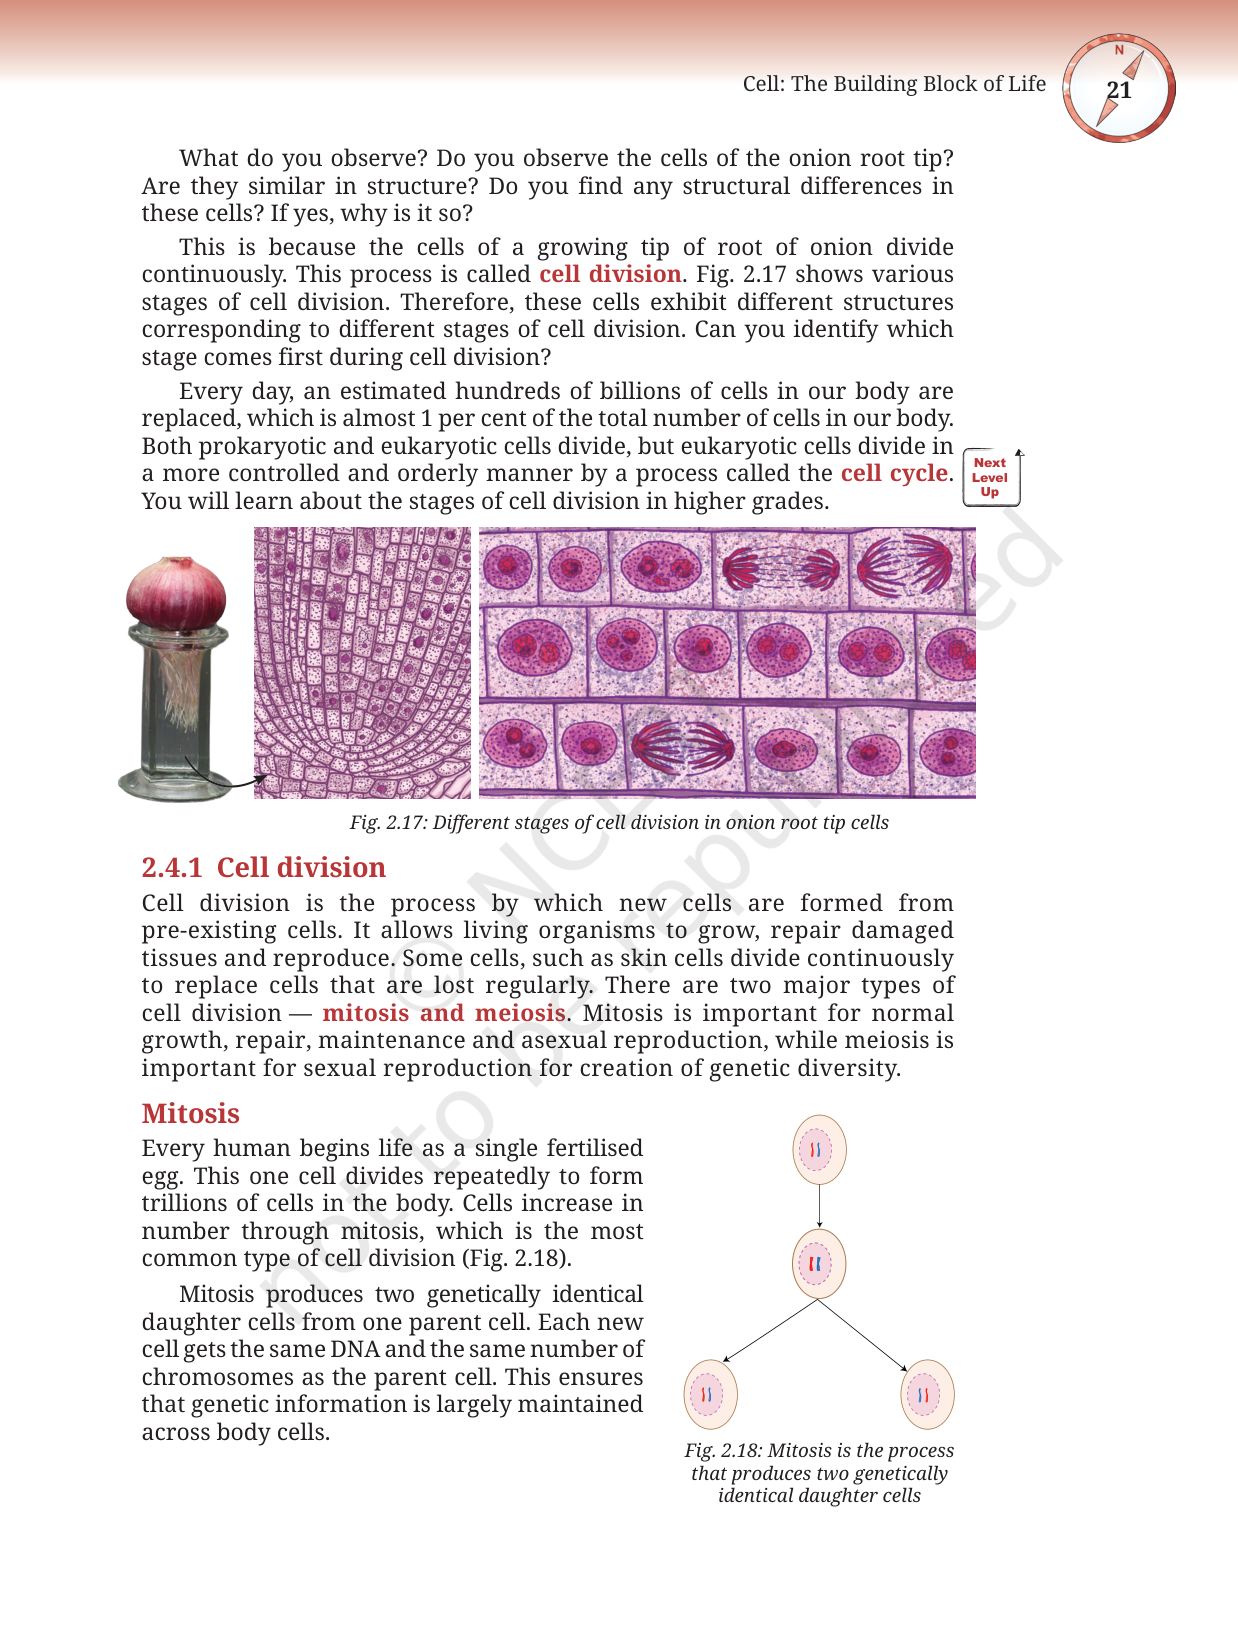 Cell: The Building Block of Life
N
21
What do you observe? Do you observe the cells of the onion root tip?
Are they similar in structure? Do you find any structural differences in
these cells? If yes, why is it so?
This is because the cells of a growing tip of root of onion divide
continuously. This process is called cell division. Fig. 2.17 shows various
stages of cell division. Therefore, these cells exhibit different structures
corresponding to different stages of cell division. Can you identify which
stage comes first during cell division?
Every day, an estimated hundreds of billions of cells in our body are
replaced, which is almost 1 per cent of the total number of cells in our body.
Both prokaryotic and eukaryotic cells divide, but eukaryotic cells divide in
a more controlled and orderly manner by a process called the cell cycle.
You will learn about the stages of cell division in higher grades.
Next
Level
Up
Fig. 2.17: Different stages of cell division in onion root tip cells
2.4.1 Cell division
Cell division is the process by which new cells are formed from
pre-existing cells. It allows living organisms to grow, repair damaged
tissues and reproduce. Some cells, such as skin cells divide continuously
to replace cells that are lost regularly. There are two major types of
cell division — mitosis and meiosis. Mitosis is important for normal
growth, repair, maintenance and asexual reproduction, while meiosis is
important for sexual reproduction for creation of genetic diversity.
Mitosis
Every human begins life as a single fertilised
egg. This one cell divides repeatedly to form
trillions of cells in the body. Cells increase in
number through mitosis, which is the most
common type of cell division (Fig. 2.18).
Mitosis produces two genetically identical
daughter cells from one parent cell. Each new
cell gets the same DNA and the same number of
chromosomes as the parent cell. This ensures
that genetic information is largely maintained
across body cells.
Fig. 2.18: Mitosis is the process
that produces two genetically
identical daughter cells
©
not to be